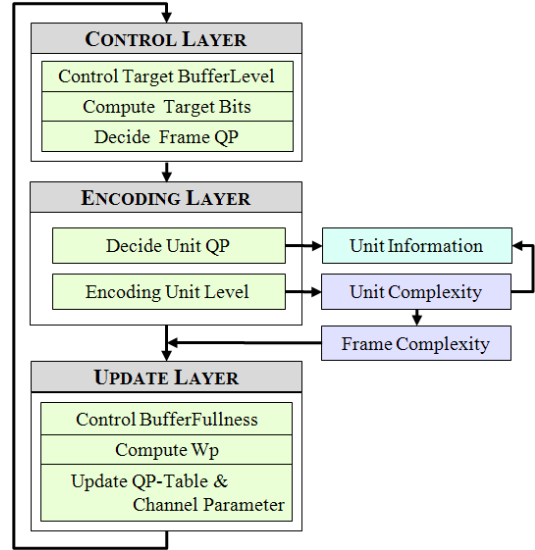 CONTROL LAYER
Control Target BufferLevel
Compute Target Bits
Decide Frame QP
ENCODING LAYER
Decide Unit QP
Unit Information
Encoding Unit Level
Unit Complexity
Frame Complexity
UPDATE LAYER
Control BufferFullness
Compute Wp
Update QP-Table &
Channel Parameter